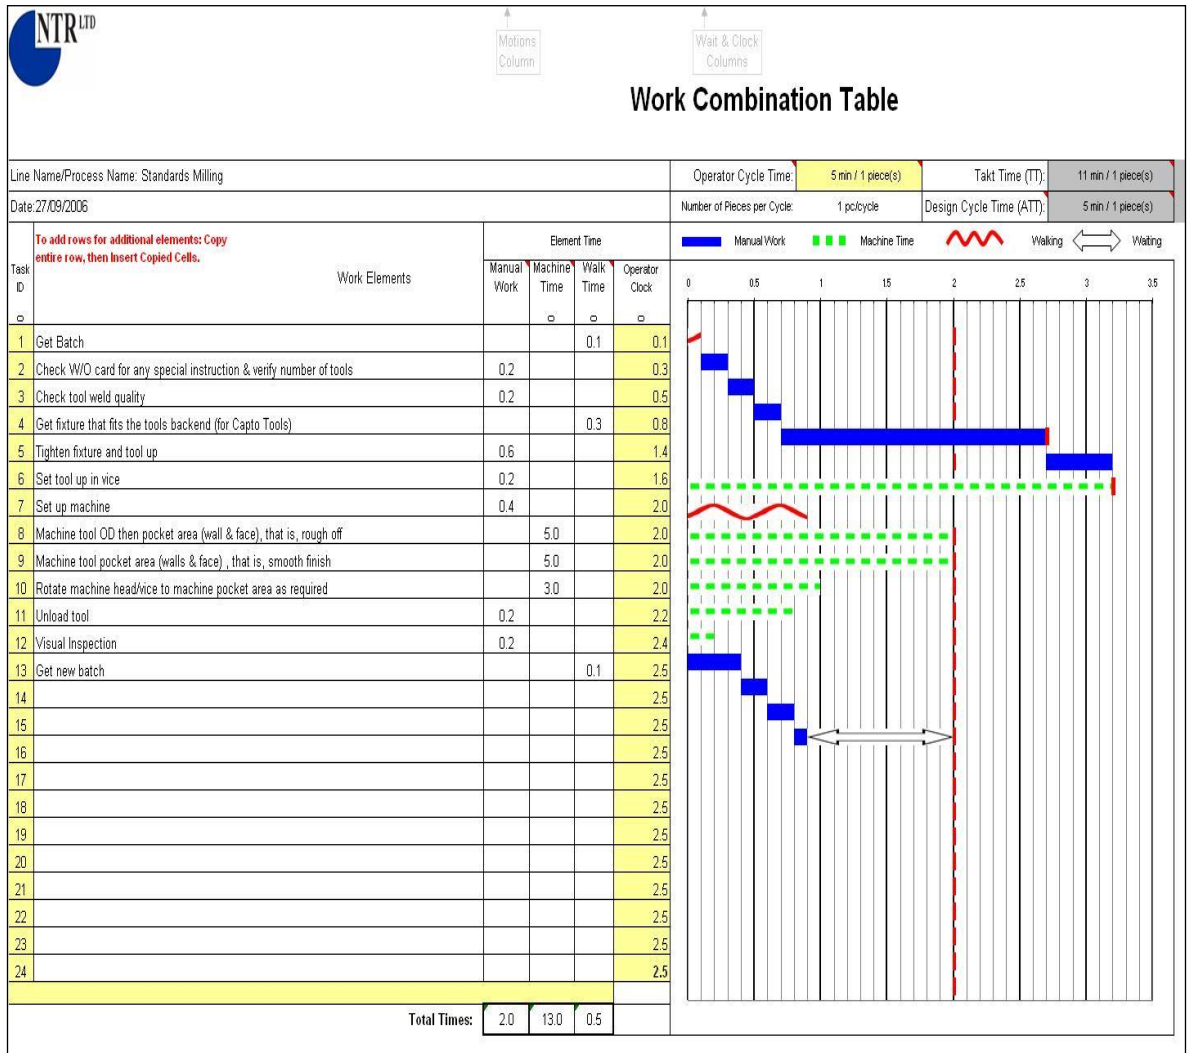 NTR LTD
Motions Column
Wait & Clock Columns
Work Combination Table
Line Name/Process Name: Standards Milling
Operator Cycle Time: 5 min / 1 piece(s) Takt Time (TT): 11 min / 1 piece(s)
Date:27/09/2006
Number of Pieces per Cycle: 1 pc/cycle Design Cycle Time (ATT): 5 min / 1 piece(s)
To add rows for additional elements: Copy
entire row, then Insert Copied Cells.
Task ID
Work Elements
Element Time
Manual Work
Machine Time
Walk Time
Operator Clock
Manual Work Machine Time Walking Waiting
0 0.5 1 1.5 2 2.5 3 3.5
0 0 0 0
1 Get Batch 0.1 0.1
2 Check W/O card for any special instruction & verify number of tools 0.2 0.3
3 Check tool weld quality 0.2 0.5
4 Get fixture that fits the tools backend (for Capto Tools) 0.3 0.8
5 Tighten fixture and tool up 0.6 1.4
6 Set tool up in vice 0.2 1.6
7 Set up machine 0.4 2.0
8 Machine tool OD then pocket area (wall & face), that is, rough off 5.0 2.0
9 Machine tool pocket area (walls & face) , that is, smooth finish 5.0 2.0
10 Rotate machine head/vice to machine pocket area as required 3.0 2.0
11 Unload tool 0.2 2.2
12 Visual Inspection 0.2 2.4
13 Get new batch 0.1 2.5
14 2.5
15 2.5
16 2.5
17 2.5
18 2.5
19 2.5
20 2.5
21 2.5
22 2.5
23 2.5
24 2.5
Total Times: 2.0 13.0 0.5